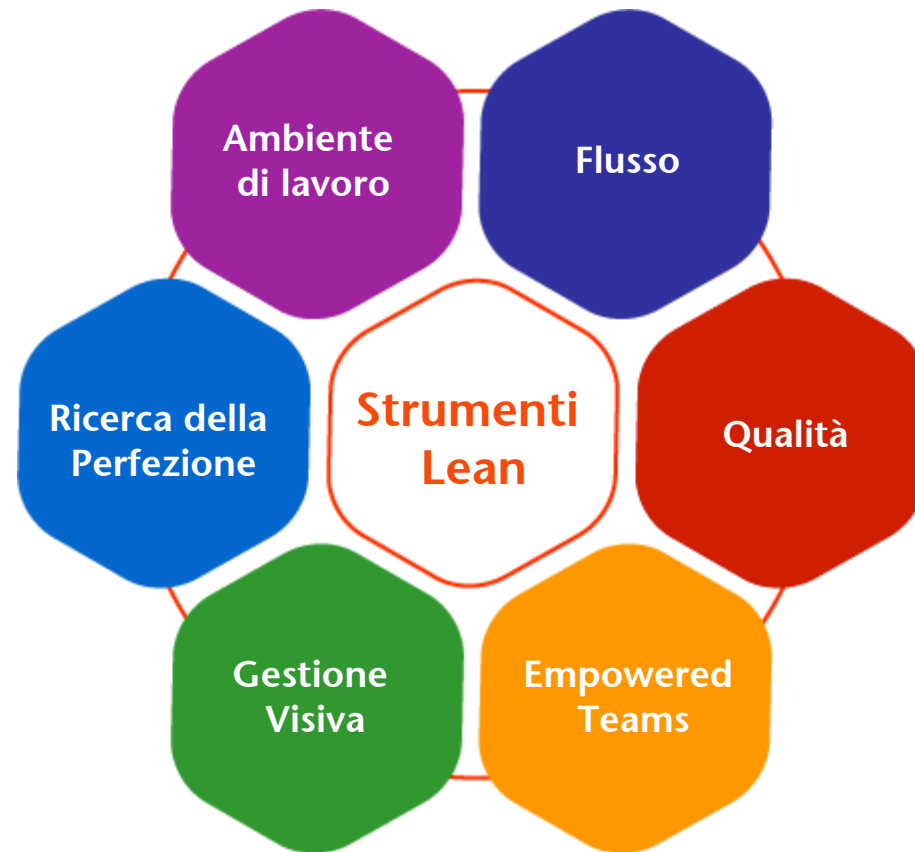 Ambiente
di lavoro
Flusso
Ricerca della
Perfezione
Strumenti
Lean
Qualità
Gestione
Visiva
Empowered
Teams